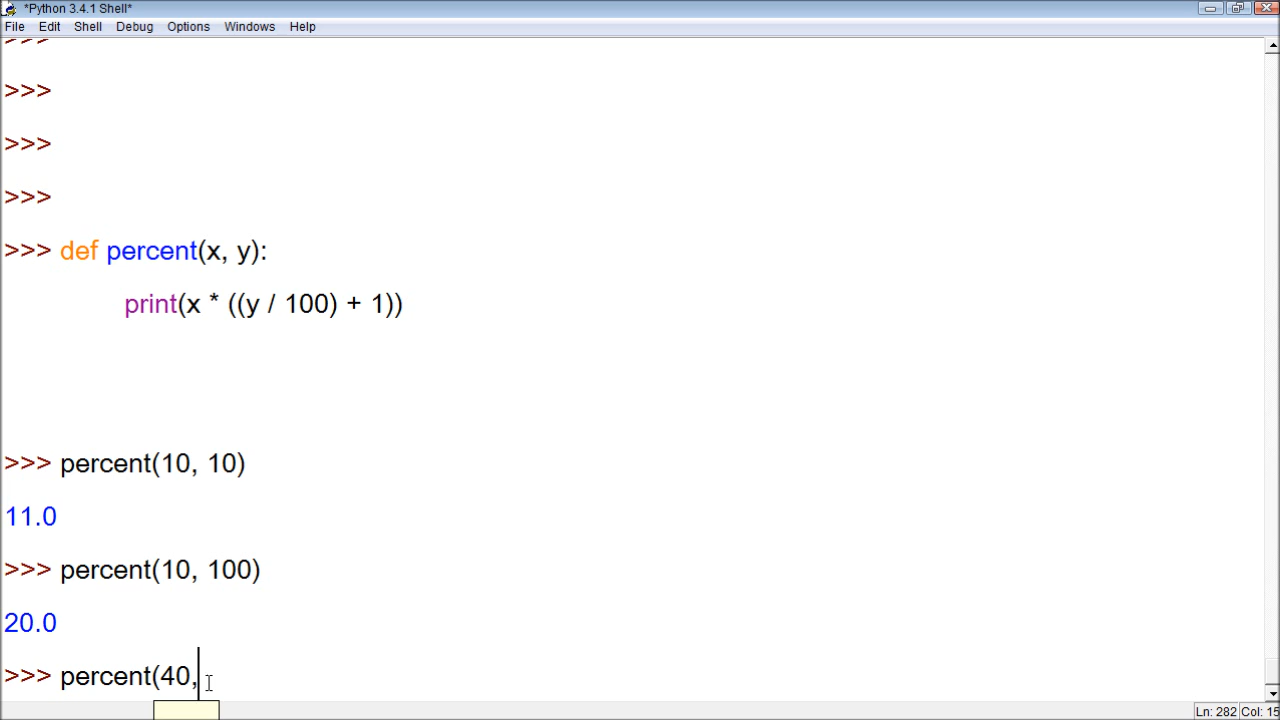 *Python 3.4.1 Shell*
File Edit Shell Debug Options Windows Help
>>>
>>>
>>>
>>>
>>> def percent(x, y):
print(x * ((y / 100) + 1))
>>> percent(10, 10)
11.0
>>> percent(10, 100)
20.0
>>> percent(40,
Ln: 282 Col: 15